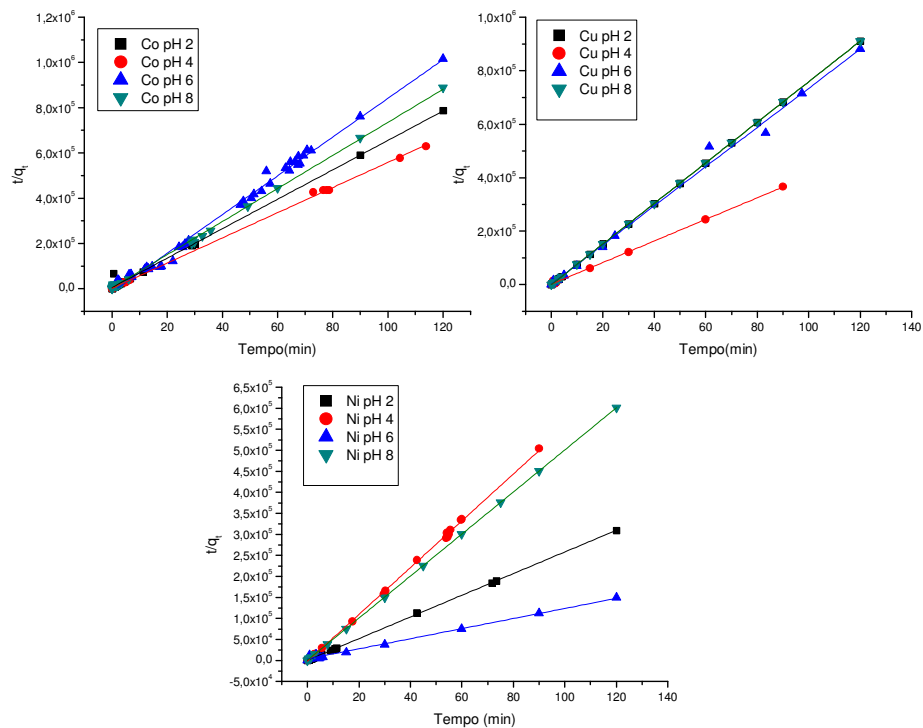 1,2x10⁶
1,0x10⁶
8,0x10⁵
6,0x10⁵
4,0x10⁵
2,0x10⁵
0,0
t/qₜ
Co pH 2
Co pH 4
Co pH 6
Co pH 8
0 20 40 60 80 100 120
Tempo(min)
1,0x10⁶
8,0x10⁵
6,0x10⁵
4,0x10⁵
2,0x10⁵
0,0
t/qₜ
Cu pH 2
Cu pH 4
Cu pH 6
Cu pH 8
0 20 40 60 80 100 120 140
Tempo(min)
6,5x10⁵
6,0x10⁵
5,5x10⁵
5,0x10⁵
4,5x10⁵
4,0x10⁵
3,5x10⁵
3,0x10⁵
2,5x10⁵
2,0x10⁵
1,5x10⁵
1,0x10⁵
5,0x10⁴
0,0
-5,0x10⁴
t/qₜ
Ni pH 2
Ni pH 4
Ni pH 6
Ni pH 8
0 20 40 60 80 100 120 140
Tempo (min)